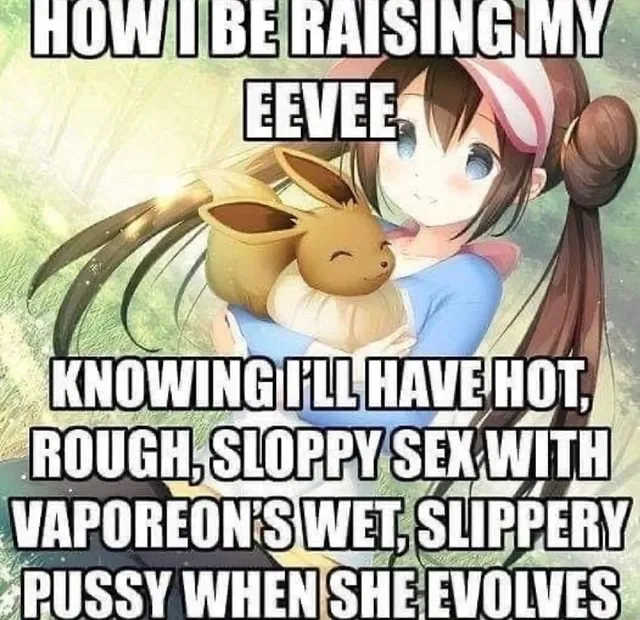 HOW I BE RAISING MY
EEVEE
KNOWING I'LL HAVE HOT,
ROUGH, SLOPPY SEX WITH
VAPOREON'S WET, SLIPPERY
PUSSY WHEN SHE EVOLVES